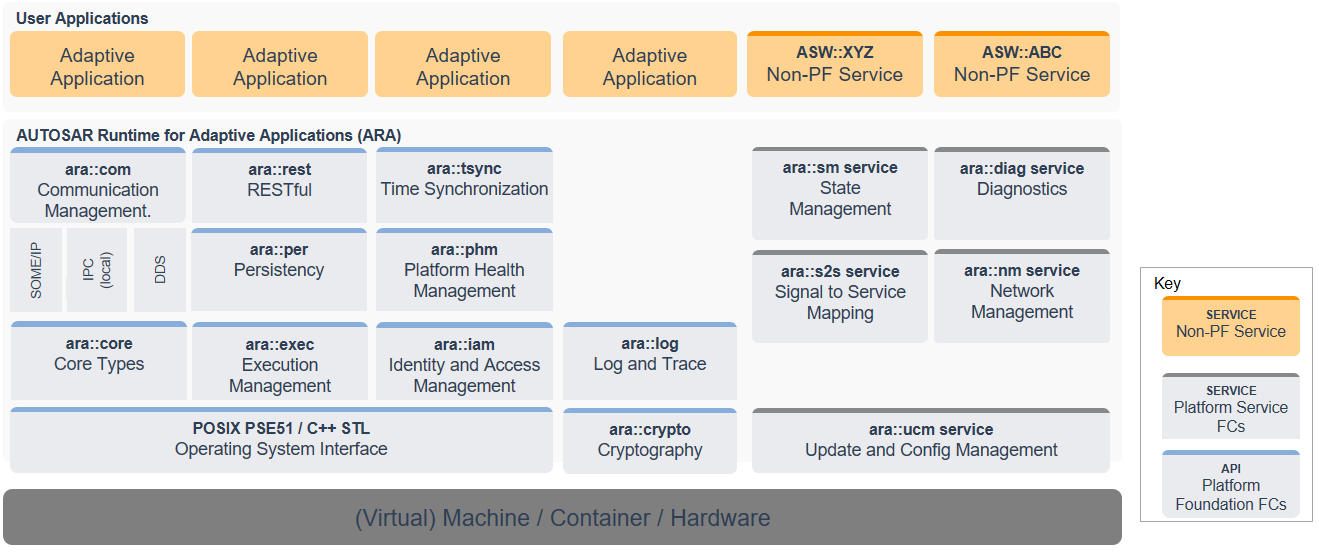 User Applications
Adaptive
Application
Adaptive
Application
Adaptive
Application
Adaptive
Application
ASW::XYZ
Non-PF Service
ASW::ABC
Non-PF Service
AUTOSAR Runtime for Adaptive Applications (ARA)
ara::com
Communication
Management.
ara::rest
RESTful
ara::tsync
Time Synchronization
ara::sm service
State
Management
ara::diag service
Diagnostics
SOME/IP
IPC
(local)
DDS
ara::per
Persistency
ara::phm
Platform Health
Management
ara::s2s service
Signal to Service
Mapping
ara::nm service
Network
Management
ara::core
Core Types
ara::exec
Execution
Management
ara::iam
Identity and Access
Management
ara::log
Log and Trace
POSIX PSE51 / C++ STL
Operating System Interface
ara::crypto
Cryptography
ara::ucm service
Update and Config Management
(Virtual) Machine / Container / Hardware
Key
SERVICE
Non-PF Service
SERVICE
Platform Service
FCs
API
Platform
Foundation FCs